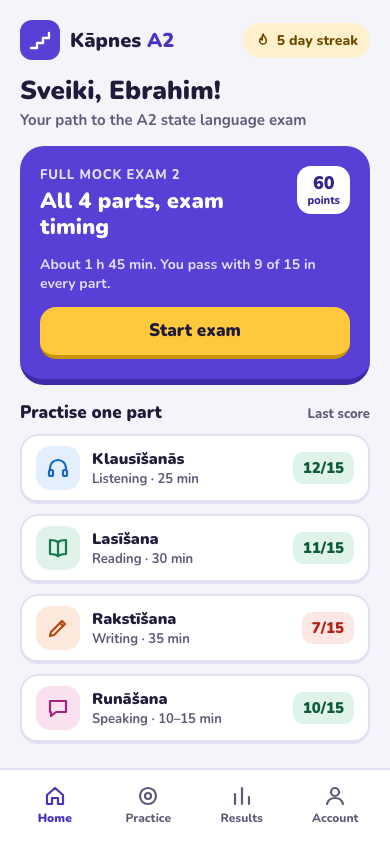 Kāpnes A2
5 day streak
Sveiki, Ebrahim!
Your path to the A2 state language exam
FULL MOCK EXAM 2
All 4 parts, exam
timing
60
points
About 1 h 45 min. You pass with 9 of 15 in
every part.
Start exam
Practise one part
Last score
Klausīšanās
Listening · 25 min
12/15
Lasīšana
Reading · 30 min
11/15
Rakstīšana
Writing · 35 min
7/15
Runāšana
Speaking · 10–15 min
10/15
Home
Practice
Results
Account